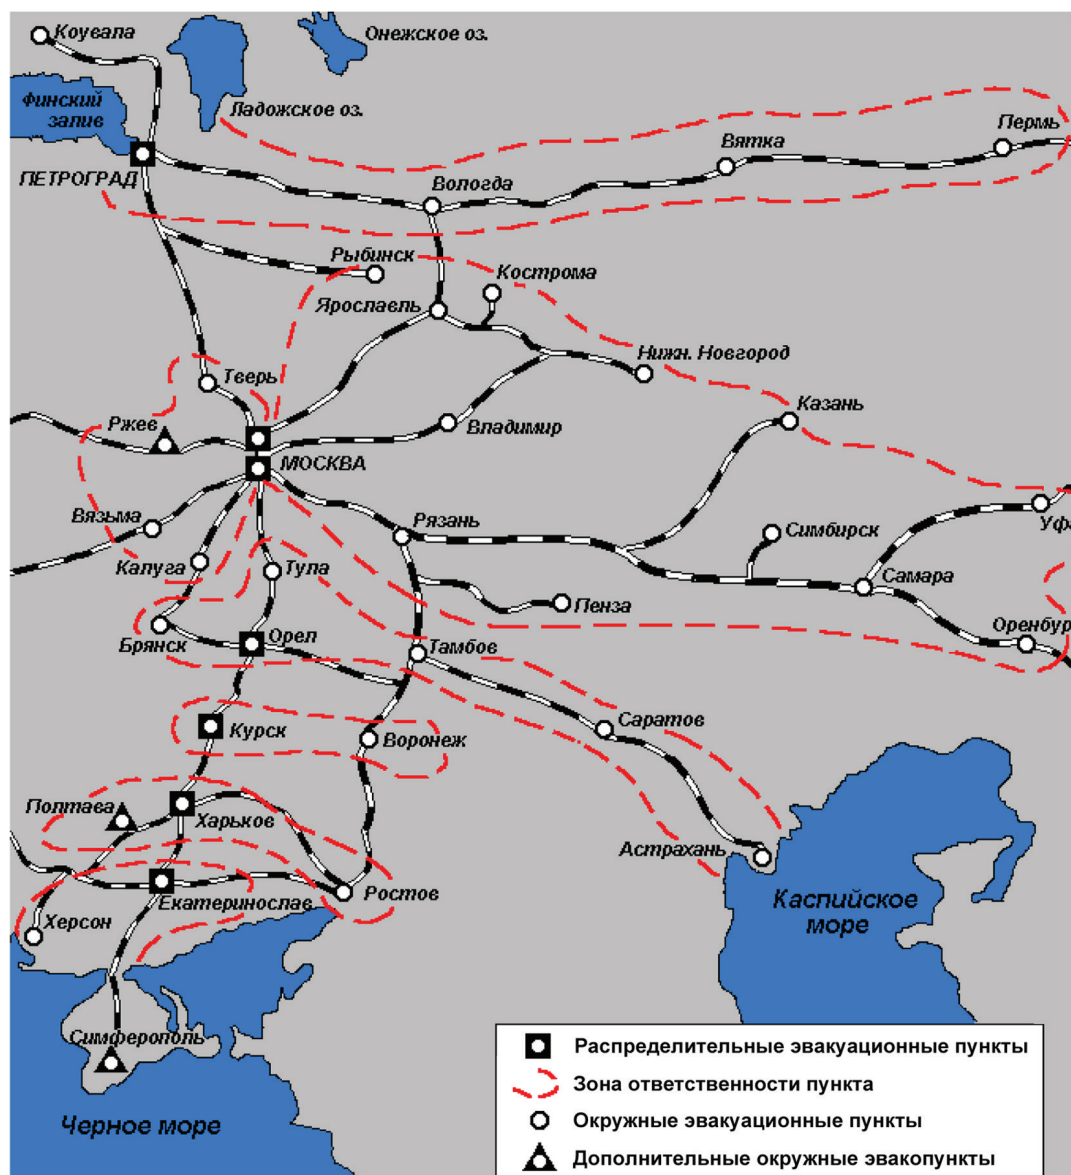 Коувала
Онежское оз.
Финский
залив
Ладожское оз.
Пермь
Вятка
ПЕТРОГРАД
Вологда
Рыбинск
Кострома
Ярославль
Нижн. Новгород
Тверь
Казань
Ржев
Владимир
МОСКВА
Вязьма
Рязань
Симбирск
Уфа
Калуга
Тула
Самара
Пенза
Оренбур
Брянск
Орел
Тамбов
Саратов
Курск
Воронеж
Полтава
Харьков
Астрахань
Ростов
Екатеринослав
Каспийское
море
Херсон
Симферополь
Черное море
Распределительные эвакуационные пункты
Зона ответственности пункта
Окружные эвакуационные пункты
Дополнительные окружные эвакопункты